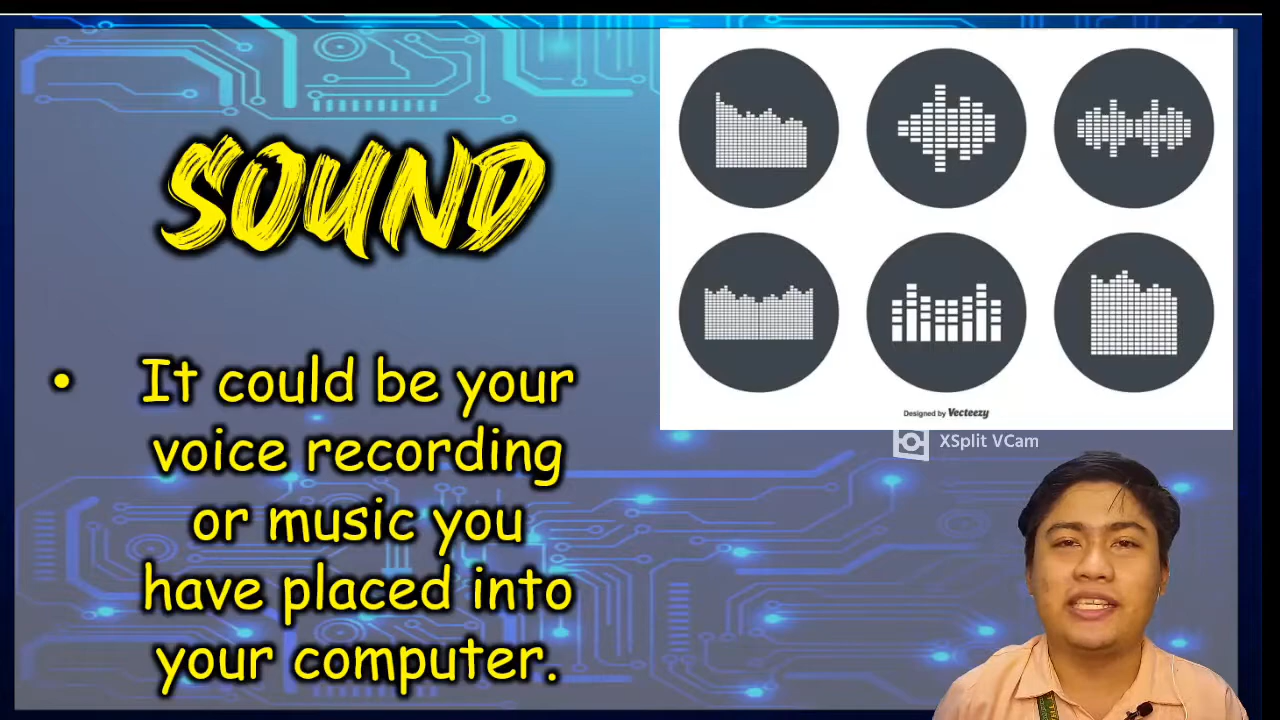 SOUND
• It could be your
voice recording
or music you
have placed into
your computer.
Designed by Vecteezy
XSplit VCam